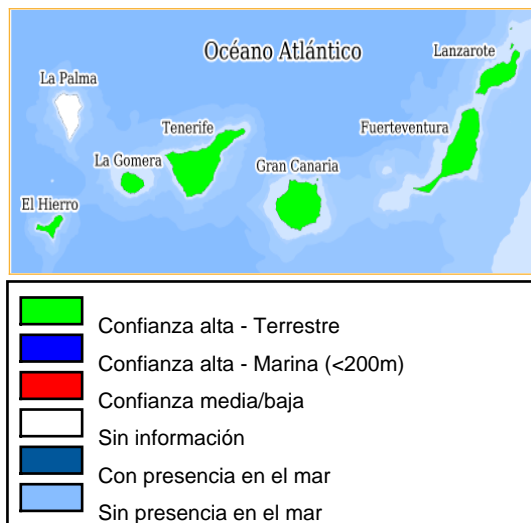 Océano Atlántico
Lanzarote
La Palma
Tenerife
Fuerteventura
La Gomera
Gran Canaria
El Hierro
Confianza alta - Terrestre
Confianza alta - Marina (<200m)
Confianza media/baja
Sin información
Con presencia en el mar
Sin presencia en el mar